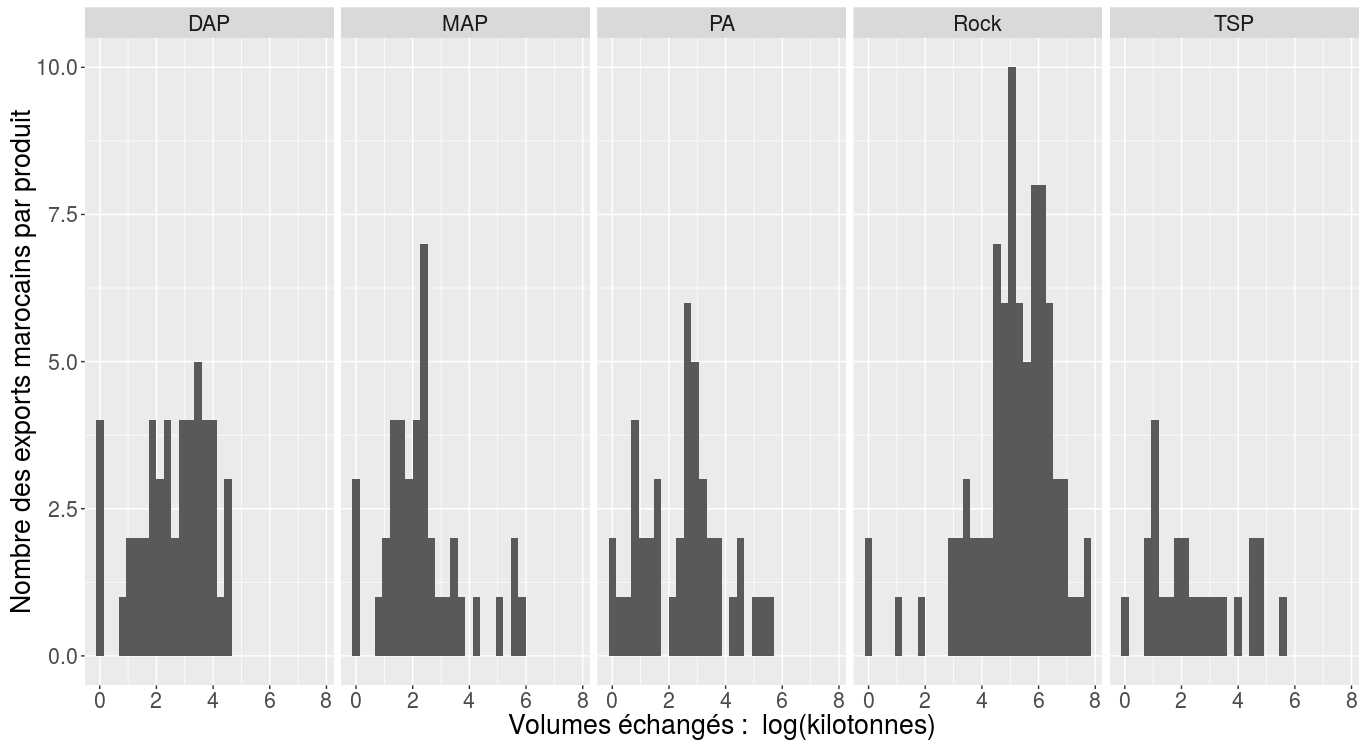 DAP MAP PA Rock TSP
Nombre des exports marocains par produit
10.0
7.5
5.0
2.5
0.0
0 2 4 6 8 0 2 4 6 8 0 2 4 6 8 0 2 4 6 8 0 2 4 6 8
Volumes échangés : log(kilotonnes)